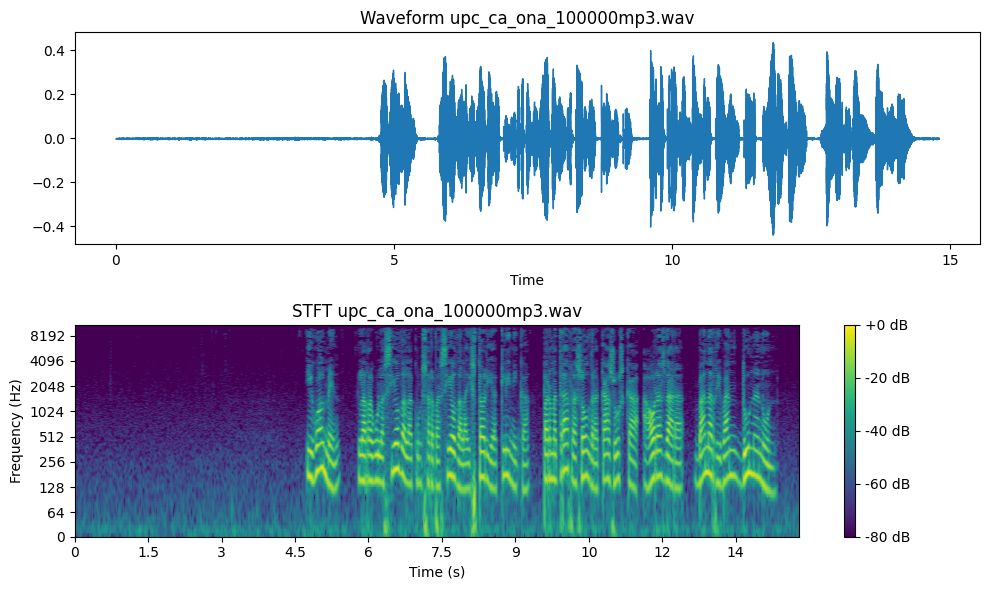 Waveform upc_ca_ona_100000mp3.wav
0.4
0.2
0.0
−0.2
−0.4
0 5 10 15
Time
STFT upc_ca_ona_100000mp3.wav
Frequency (Hz)
8192
4096
2048
1024
512
256
128
64
0
0 1.5 3 4.5 6 7.5 9 10 12 14
Time (s)
+0 dB
-20 dB
-40 dB
-60 dB
-80 dB